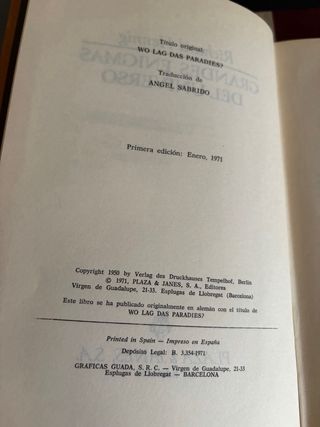 Título original:
WO LAG DAS PARADIES?
Traducción de
ANGEL SABRIDO
Primera edición: Enero, 1971
Copyright 1950 by Verlag des Druckhauses Tempelhof, Berlin
© 1971, PLAZA & JANES, S. A., Editores
Virgen de Guadalupe, 21-33. Esplugas de Llobregat (Barcelona)
Este libro se ha publicado originalmente en alemán con el título de
WO LAG DAS PARADIES?
Printed in Spain — Impreso en España
Depósito Legal: B. 3.354-1971
GRÁFICAS GUADA, S. R. C. — Virgen de Guadalupe, 21-33
Esplugas de Llobregat — BARCELONA